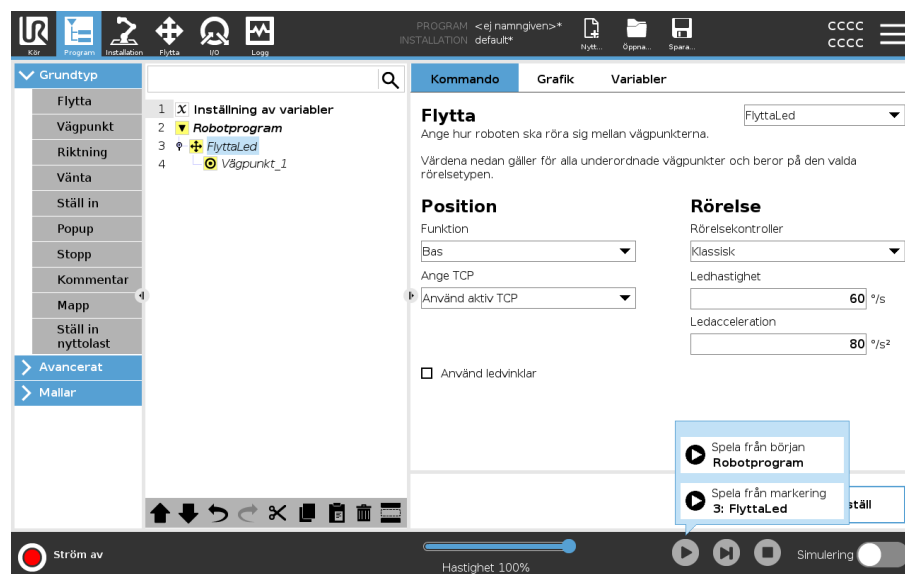 PROGRAM <ej namngiven>*
INSTALLATION default*
UR
Kör
Program
Installation
Flytta
I/O
Logg
Nytt...
Öppna...
Spara...
CCCC
CCCC
Grundtyp
Flytta
Vägpunkt
Riktning
Vänta
Ställ in
Popup
Stopp
Kommentar
Mapp
Ställ in
nyttolast
Avancerat
Mallar
1 X Inställning av variabler
2 Robotprogram
3 FlyttaLed
4 Vägpunkt_1
Kommando Grafik Variabler
Flytta
FlyttaLed
Ange hur roboten ska röra sig mellan vägpunkterna.
Värdena nedan gäller för alla underordnade vägpunkter och beror på den valda
rörelsetypen.
Position
Funktion
Bas
Ange TCP
Använd aktiv TCP
Använd ledvinklar
Rörelse
Rörelsekontroller
Klassisk
Ledhastighet
60 °/s
Ledacceleration
80 °/s²
Spela från början
Robotprogram
Spela från markering
3: FlyttaLed
ställ
Ström av
Hastighet 100%
Simulering